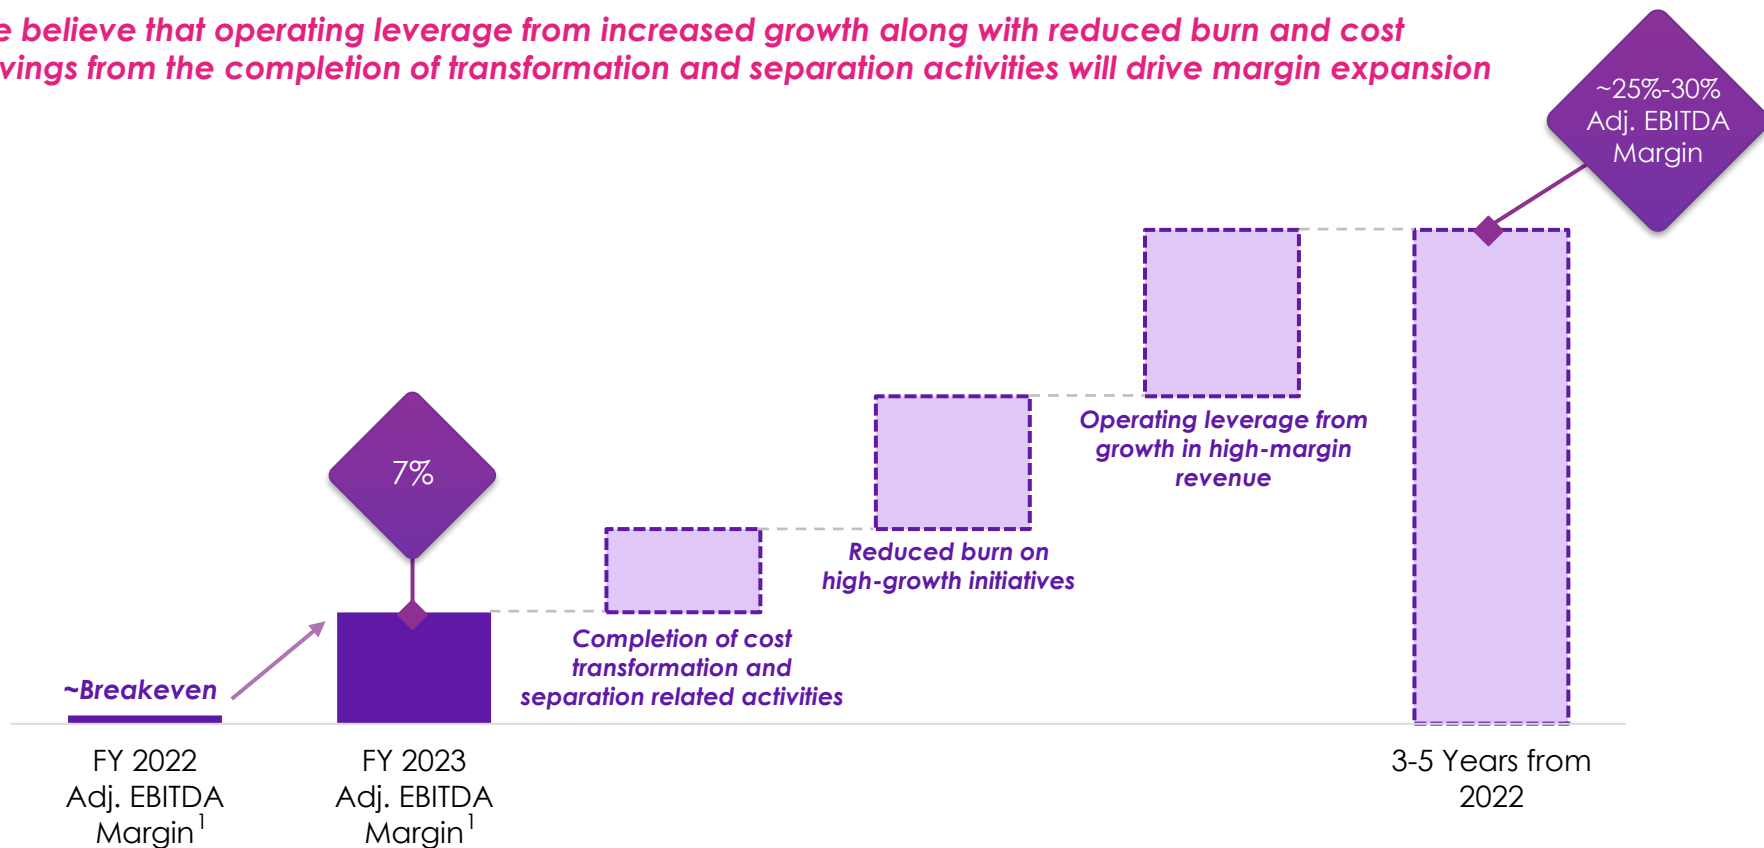 believe that operating leverage from increased growth along with reduced burn and cost
from the completion of transformation and separation activities will drive margin expansion
~25%-30%
Adj. EBITDA
Margin
7%
Operating leverage from
growth in high-margin
revenue
Reduced burn on
high-growth initiatives
Completion of cost
transformation and
separation related activities
~Breakeven
FY 2022
Adj. EBITDA
Margin1
FY 2023
Adj. EBITDA
Margin1
3-5 Years from
2022